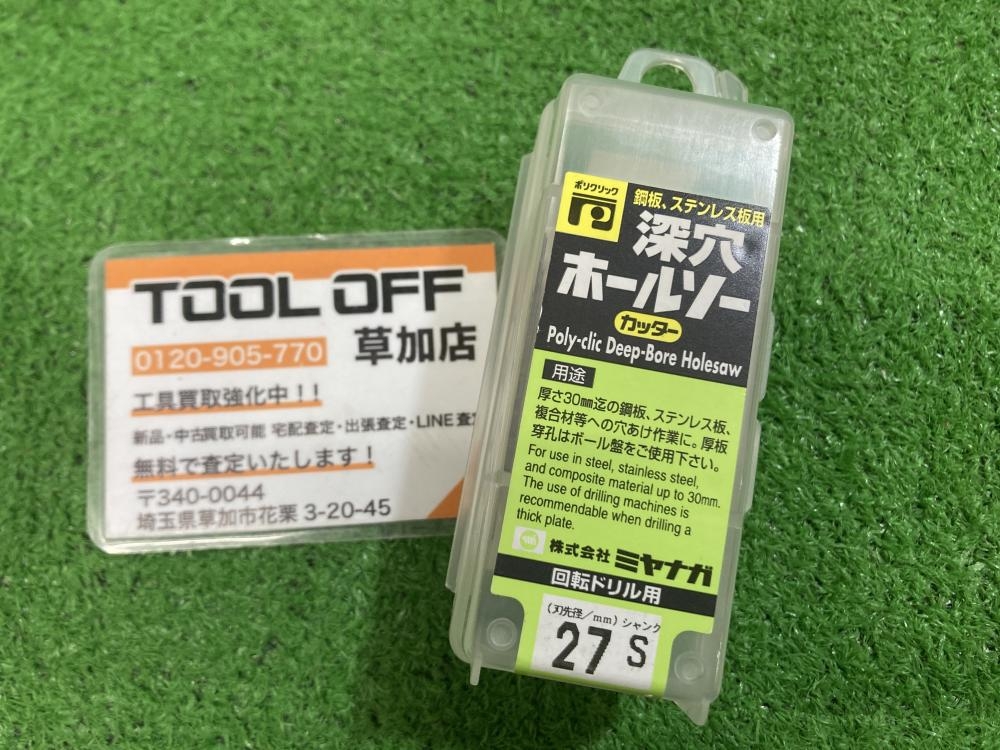 TOOL OFF
0120-905-770 草加店
工具買取強化中！！
新品・中古買取可能 宅配査定・出張査定・LINE査定
無料で査定いたします！
〒340-0044
埼玉県草加市花栗 3-20-45
ポリクリック
鋼板、ステンレス板用
深穴
ホールソー
カッター
Poly-clic Deep-Bore Holesaw
用途
厚さ30mm迄の鋼板、ステンレス板、
複合材等への穴あけ作業に。厚板
穿孔はボール盤をご使用下さい。
For use in steel, stainless steel,
and composite material up to 30mm.
The use of drilling machines is
recommendable when drilling a
thick plate.
株式会社 ミヤナガ
回転ドリル用
(刃先径/mm) シャンク
27 S